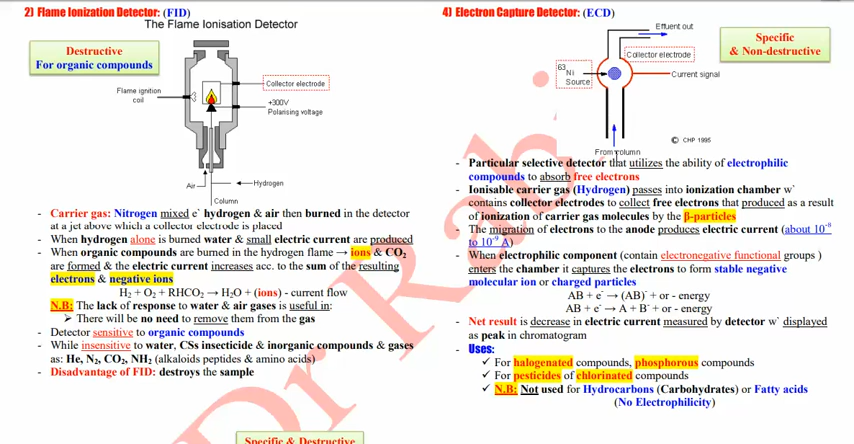 2) Flame Ionization Detector: (FID)
The Flame Ionisation Detector
Destructive
For organic compounds
Flame ignition
coil
Collector electrode
+300V
Polarising voltage
Air
Hydrogen
Column
- Carrier gas: Nitrogen mixed e` hydrogen & air then burned in the detector
at a jet above which a collector electrode is placed
- When hydrogen alone is burned water & small electric current are produced
- When organic compounds are burned in the hydrogen flame → ions & CO2
are formed & the electric current increases acc. to the sum of the resulting
electrons & negative ions
H2 + O2 + RHCO2 → H2O + (ions) - current flow
N.B: The lack of response to water & air gases is useful in:
➢ There will be no need to remove them from the gas
- Detector sensitive to organic compounds
- While insensitive to water, CSs insecticide & inorganic compounds & gases
as: He, N2, CO2, NH2 (alkaloids peptides & amino acids)
- Disadvantage of FID: destroys the sample
Specific & Destructive
4) Electron Capture Detector: (ECD)
Effluent out
Specific
& Non-destructive
Collector electrode
63
Ni
Source
Current signal
© CHP 1995
From column
- Particular selective detector that utilizes the ability of electrophilic
compounds to absorb free electrons
- Ionisable carrier gas (Hydrogen) passes into ionization chamber w`
contains collector electrodes to collect free electrons that produced as a result
of ionization of carrier gas molecules by the β-particles
- The migration of electrons to the anode produces electric current (about 10-8
to 10-9 A)
- When electrophilic component (contain electronegative functional groups )
enters the chamber it captures the electrons to form stable negative
molecular ion or charged particles
AB + e- → (AB)- + or - energy
AB + e- → A + B- + or - energy
- Net result is decrease in electric current measured by detector w` displayed
as peak in chromatogram
- Uses:
✓ For halogenated compounds, phosphorous compounds
✓ For pesticides of chlorinated compounds
✓ N.B: Not used for Hydrocarbons (Carbohydrates) or Fatty acids
(No Electrophilicity)
Dr Rab